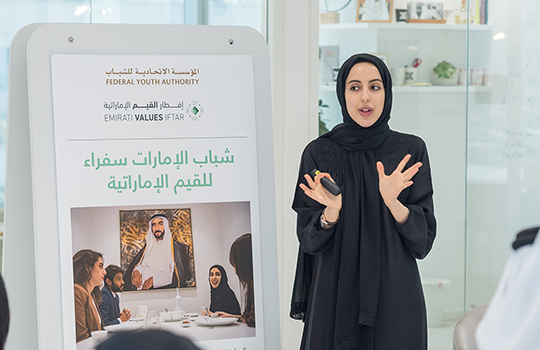 المؤسسة الاتحادية للشباب
FEDERAL YOUTH AUTHORITY
إفطار القيم الإماراتية
EMIRATI VALUES IFTAR
شباب الإمارات سفراء
للقيم الإماراتية